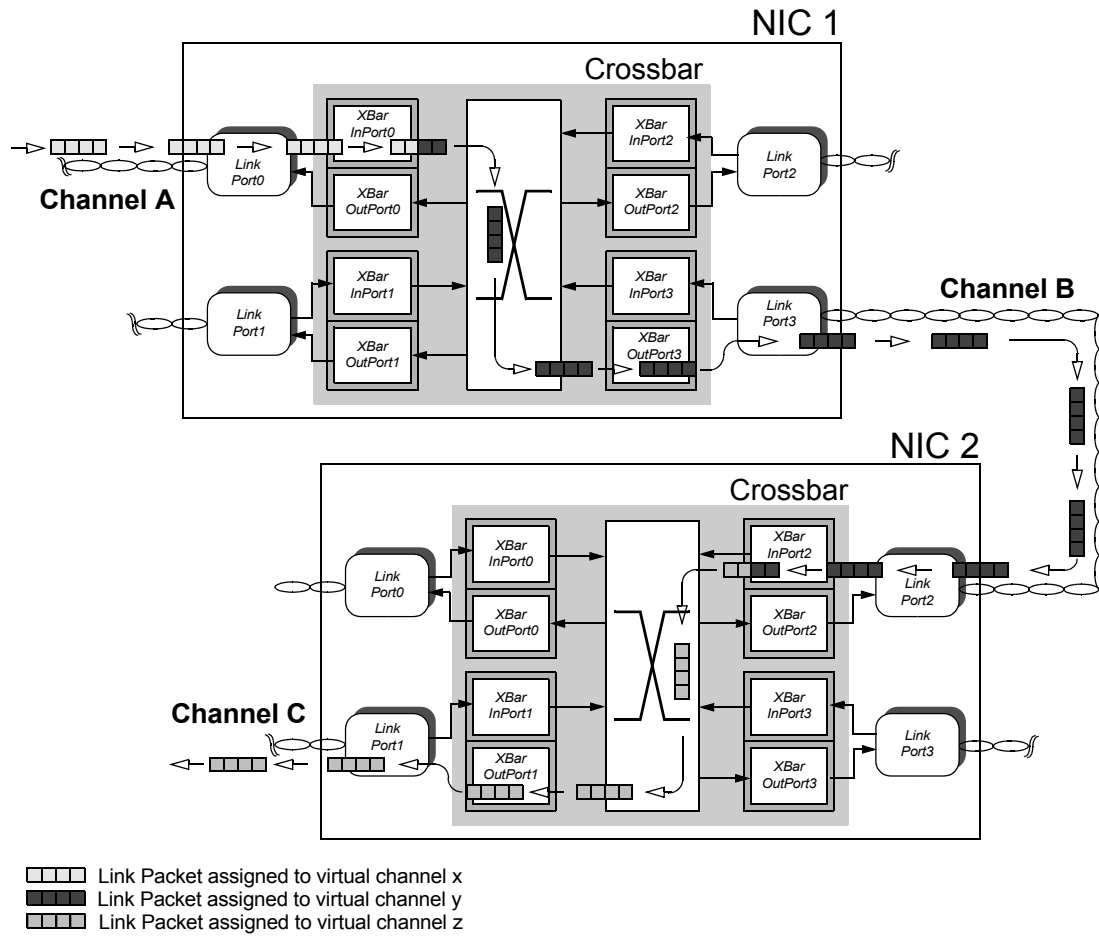 NIC 1
Crossbar
XBar
InPort0
XBar
InPort2
Link
Port0
Link
Port2
Channel A
XBar
OutPort0
XBar
OutPort2
XBar
InPort1
XBar
InPort3
Channel B
Link
Port1
Link
Port3
XBar
OutPort1
XBar
OutPort3
NIC 2
Crossbar
XBar
InPort0
XBar
InPort2
Link
Port0
Link
Port2
XBar
OutPort0
XBar
OutPort2
XBar
InPort1
XBar
InPort3
Channel C
Link
Port1
Link
Port3
XBar
OutPort1
XBar
OutPort3
Link Packet assigned to virtual channel x
Link Packet assigned to virtual channel y
Link Packet assigned to virtual channel z